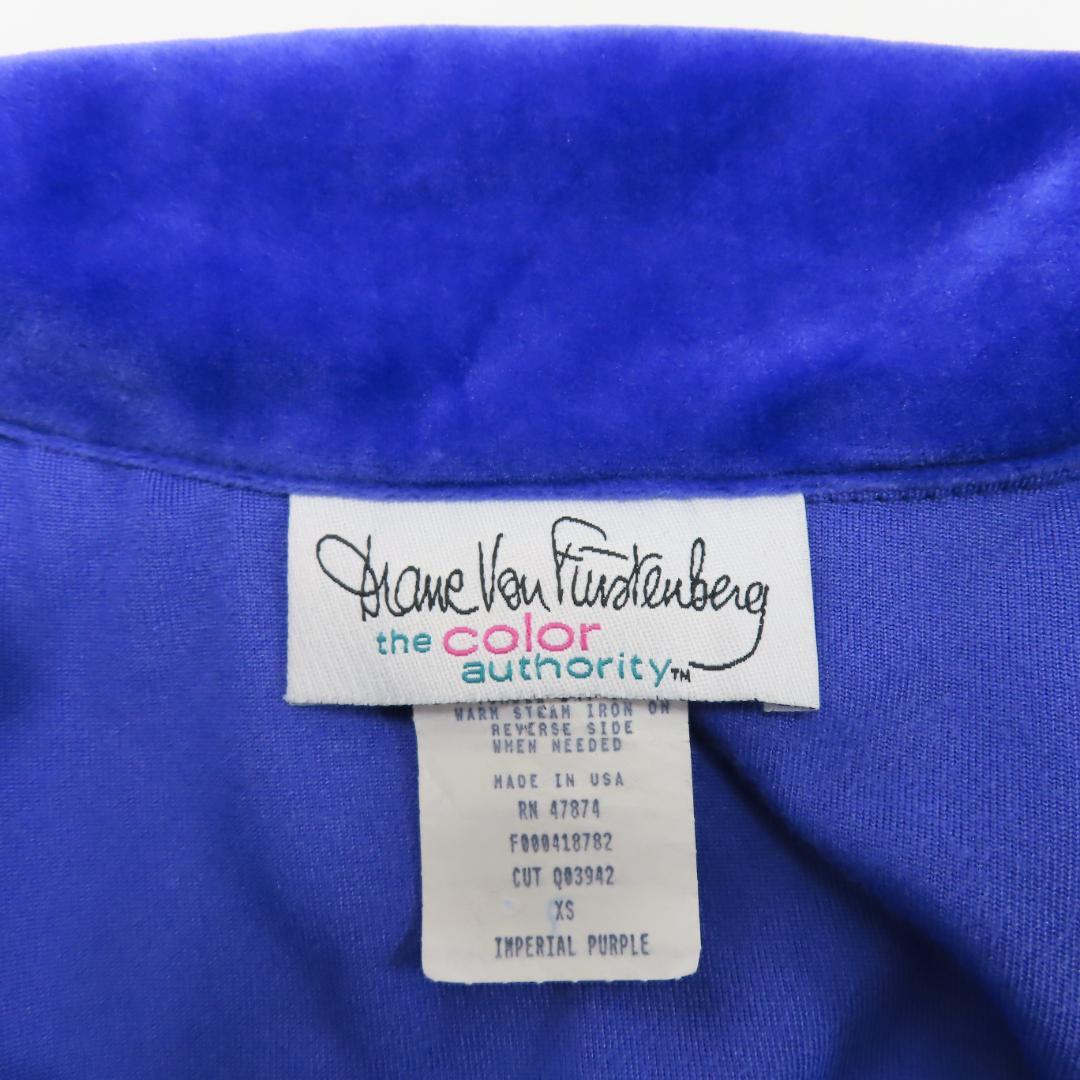 Diane Von Furstenberg
the color
authority™
WARM STEAM IRON ON
REVERSE SIDE
WHEN NEEDED
MADE IN USA
RN 47874
F000418782
CUT Q03942
XS
IMPERIAL PURPLE